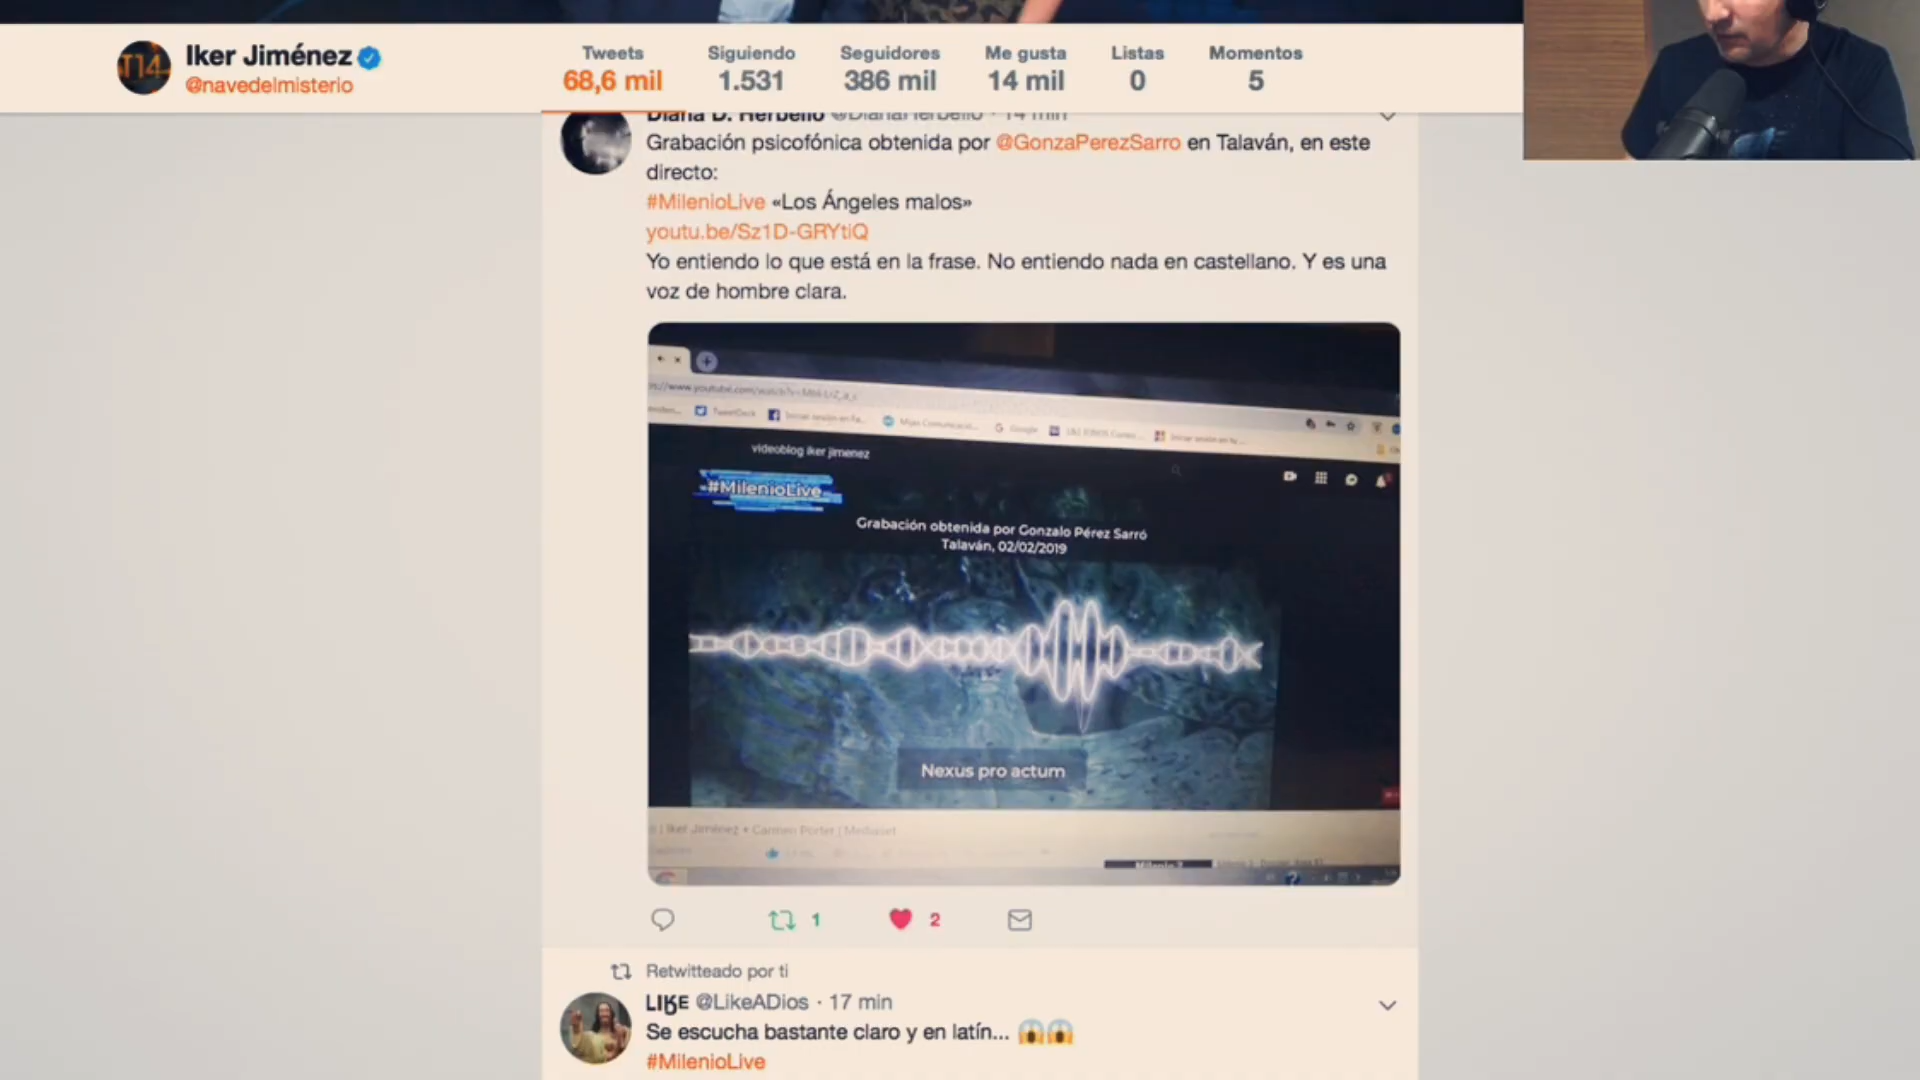 Iker Jiménez
@navedelmisterio
Tweets
68,6 mil
Siguiendo
1.531
Seguidores
386 mil
Me gusta
14 mil
Listas
0
Momentos
5
T14
Diana D. Herbello @DianaHerbello · 14 min
Grabación psicofónica obtenida por @GonzaPerezSarro en Talaván, en este
directo:
#MilenioLive «Los Ángeles malos»
youtu.be/Sz1D-GRYtiQ
Yo entiendo lo que está en la frase. No entiendo nada en castellano. Y es una
voz de hombre clara.
TweetDeck
Google
videoblog iker jimenez
#MilenioLive
Grabación obtenida por Gonzalo Pérez Sarró
Talaván, 02/02/2019
Nexus pro actum
| Iker Jiménez + Carmen Porter | Mediaset
1
2
Retwitteado por ti
LIKE @LikeADios · 17 min
Se escucha bastante claro y en latín...
#MilenioLive